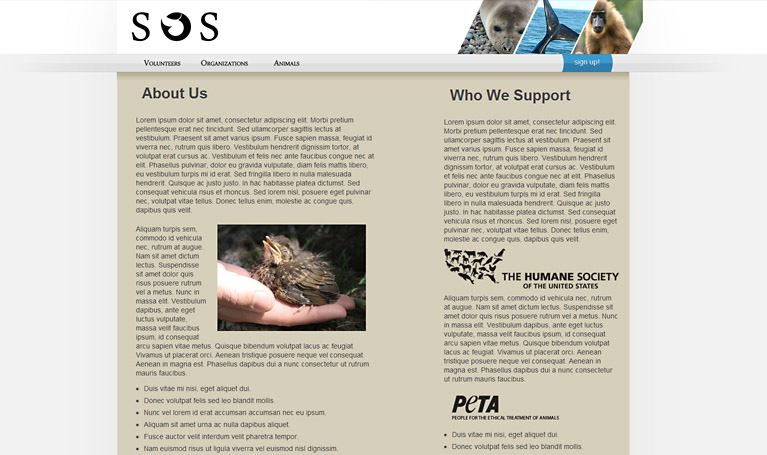 SOS
Volunteers Organizations Animals sign up!
About Us
Lorem ipsum dolor sit amet, consectetur adipiscing elit. Morbi pretium
pellentesque erat nec tincidunt. Sed ullamcorper sagittis lectus at
vestibulum. Praesent sit amet varius ipsum. Fusce sapien massa, feugiat id
viverra nec, rutrum quis libero. Vestibulum hendrerit dignissim tortor, at
volutpat erat cursus ac. Vestibulum et felis nec ante faucibus congue nec at
elit. Phasellus pulvinar, dolor eu gravida vulputate, diam felis mattis libero,
eu vestibulum turpis mi id erat. Sed fringilla libero in nulla malesuada
hendrerit. Quisque ac justo justo. In hac habitasse platea dictumst. Sed
consequat vehicula risus et rhoncus. Sed lorem nisl, posuere eget pulvinar
nec, volutpat vitae tellus. Donec tellus enim, molestie ac congue quis,
dapibus quis velit.
Aliquam turpis sem,
commodo id vehicula
nec, rutrum at augue.
Nam sit amet dictum
lectus. Suspendisse
sit amet dolor quis
risus posuere rutrum
vel a metus. Nunc in
massa elit. Vestibulum
dapibus, ante eget
luctus vulputate,
massa velit faucibus
ipsum, id consequat
arcu sapien vitae metus. Quisque bibendum volutpat lacus ac feugiat.
Vivamus ut placerat orci. Aenean tristique posuere neque vel consequat.
Aenean in magna est. Phasellus dapibus dui a nunc consectetur ut rutrum
mauris faucibus.
Duis vitae mi nisi, eget aliquet dui.
Donec volutpat felis sed leo blandit mollis.
Nunc vel lorem id erat accumsan accumsan nec eu ipsum.
Aliquam sit amet urna ac nulla dapibus aliquet.
Fusce auctor velit interdum velit pharetra tempor.
Nam euismod risus ut ligula viverra vel euismod nisi dignissim.
Who We Support
Lorem ipsum dolor sit amet, consectetur adipiscing
elit. Morbi pretium pellentesque erat nec tincidunt. Sed
ullamcorper sagittis lectus at vestibulum. Praesent sit
amet varius ipsum. Fusce sapien massa, feugiat id
viverra nec, rutrum quis libero. Vestibulum hendrerit
dignissim tortor, at volutpat erat cursus ac. Vestibulum
et felis nec ante faucibus congue nec at elit. Phasellus
pulvinar, dolor eu gravida vulputate, diam felis mattis
libero, eu vestibulum turpis mi id erat. Sed fringilla
libero in nulla malesuada hendrerit. Quisque ac justo
justo. In hac habitasse platea dictumst. Sed consequat
vehicula risus et rhoncus. Sed lorem nisl, posuere eget
pulvinar nec, volutpat vitae tellus. Donec tellus enim,
molestie ac congue quis, dapibus quis velit.
THE HUMANE SOCIETY
OF THE UNITED STATES
Aliquam turpis sem, commodo id vehicula nec, rutrum
at augue. Nam sit amet dictum lectus. Suspendisse sit
amet dolor quis risus posuere rutrum vel a metus. Nunc
in massa elit. Vestibulum dapibus, ante eget luctus
vulputate, massa velit faucibus ipsum, id consequat
arcu sapien vitae metus. Quisque bibendum volutpat
lacus ac feugiat. Vivamus ut placerat orci. Aenean
tristique posuere neque vel consequat. Aenean in
magna est. Phasellus dapibus dui a nunc consectetur
ut rutrum mauris faucibus.
PeTA
PEOPLE FOR THE ETHICAL TREATMENT OF ANIMALS
Duis vitae mi nisi, eget aliquet dui.
Donec volutpat felis sed leo blandit mollis.